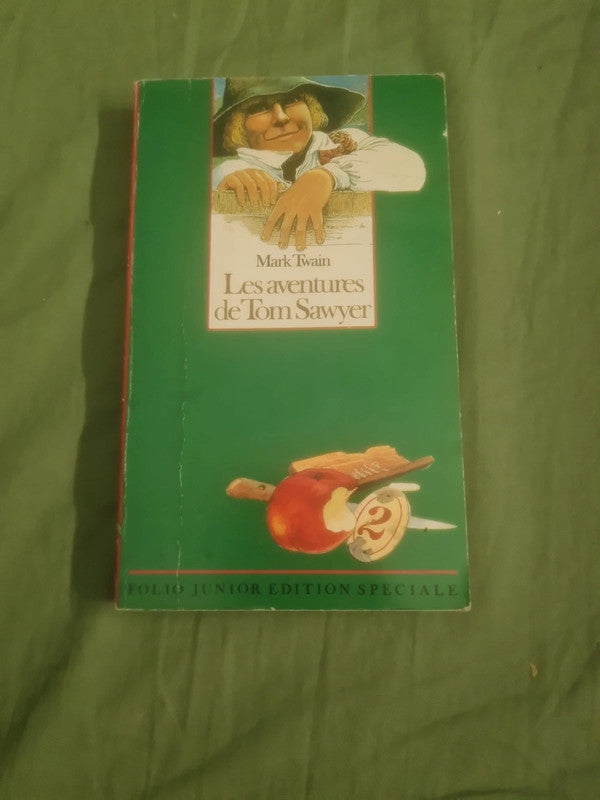 Mark Twain
Les aventures
de Tom Sawyer
2
FOLIO JUNIOR EDITION SPECIALE